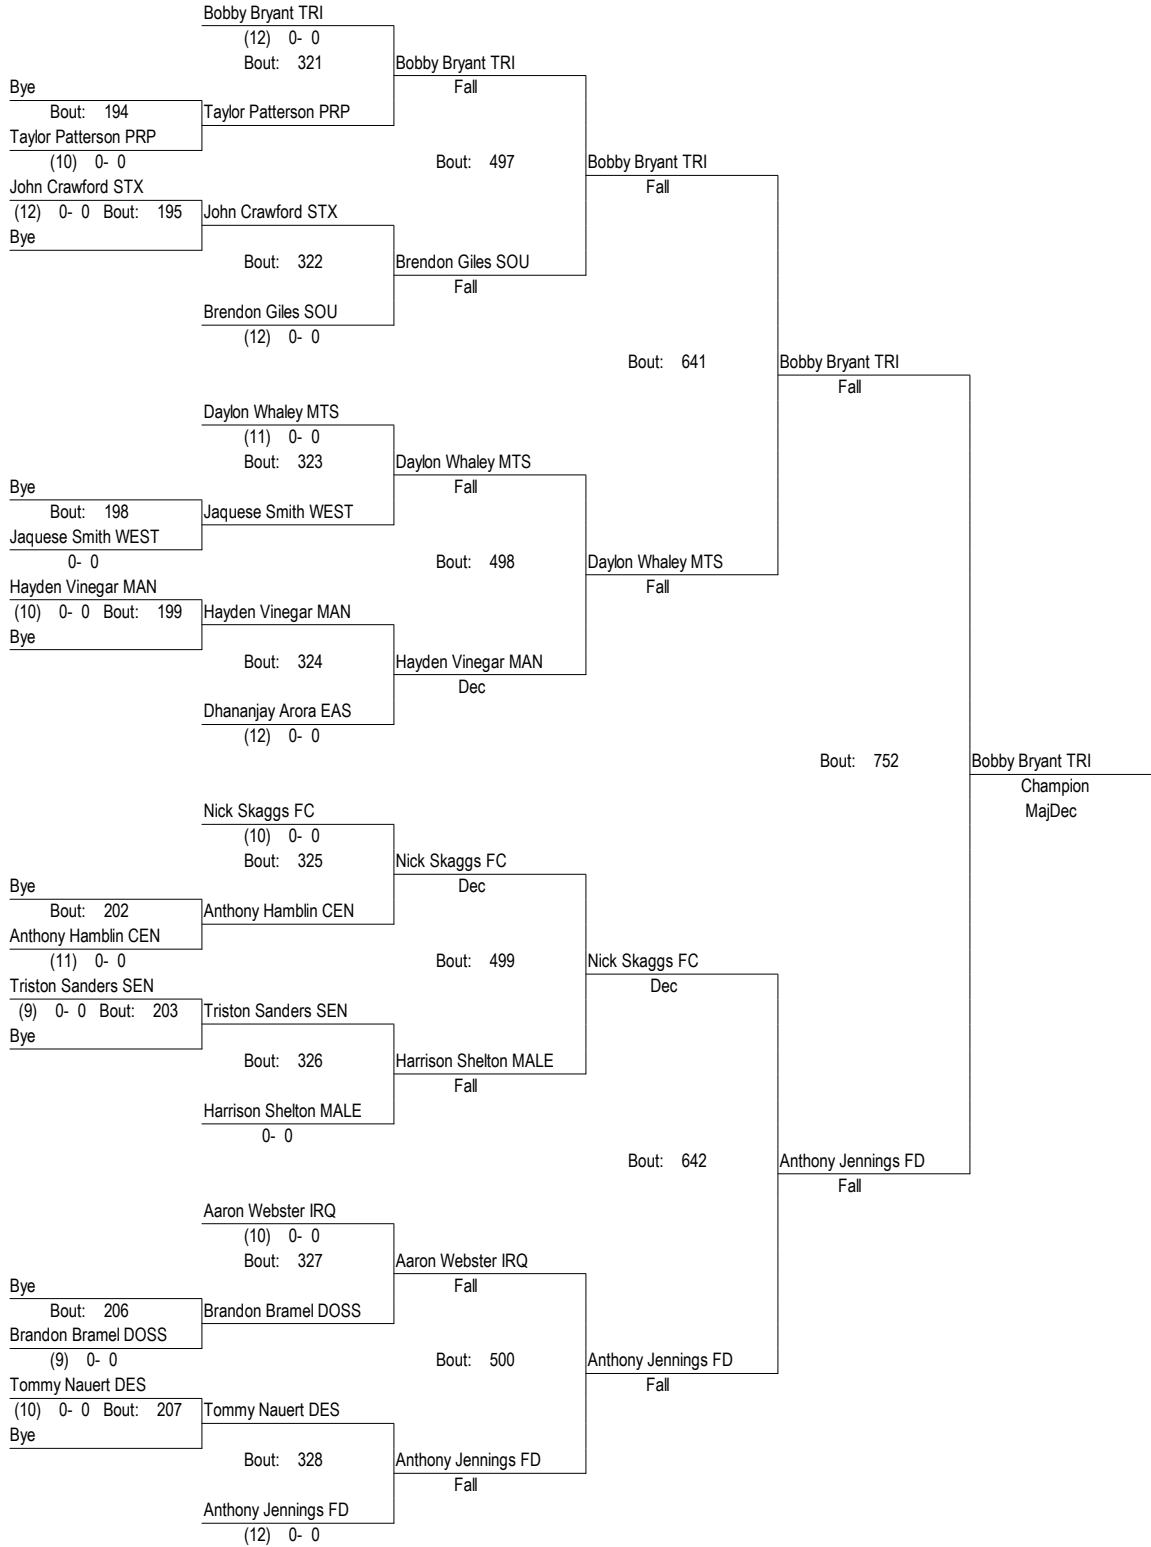 Bobby Bryant TRI
(12) 0- 0
Bout: 321
Bobby Bryant TRI
Fall
Bye
Bout: 194
Taylor Patterson PRP
Taylor Patterson PRP
(10) 0- 0
Bout: 497
Bobby Bryant TRI
Fall
John Crawford STX
(12) 0- 0 Bout: 195
John Crawford STX
Bye
Bout: 322
Brendon Giles SOU
Fall
Brendon Giles SOU
(12) 0- 0
Bout: 641
Bobby Bryant TRI
Fall
Daylon Whaley MTS
(11) 0- 0
Bout: 323
Daylon Whaley MTS
Fall
Bye
Bout: 198
Jaquese Smith WEST
Jaquese Smith WEST
0- 0
Bout: 498
Daylon Whaley MTS
Fall
Hayden Vinegar MAN
(10) 0- 0 Bout: 199
Hayden Vinegar MAN
Bye
Bout: 324
Hayden Vinegar MAN
Dec
Dhananjay Arora EAS
(12) 0- 0
Bout: 752
Bobby Bryant TRI
Champion
MajDec
Nick Skaggs FC
(10) 0- 0
Bout: 325
Nick Skaggs FC
Dec
Bye
Bout: 202
Anthony Hamblin CEN
Anthony Hamblin CEN
(11) 0- 0
Bout: 499
Nick Skaggs FC
Dec
Triston Sanders SEN
(9) 0- 0 Bout: 203
Triston Sanders SEN
Bye
Bout: 326
Harrison Shelton MALE
Fall
Harrison Shelton MALE
0- 0
Bout: 642
Anthony Jennings FD
Fall
Aaron Webster IRQ
(10) 0- 0
Bout: 327
Aaron Webster IRQ
Fall
Bye
Bout: 206
Brandon Bramel DOSS
Brandon Bramel DOSS
(9) 0- 0
Bout: 500
Anthony Jennings FD
Fall
Tommy Nauert DES
(10) 0- 0 Bout: 207
Tommy Nauert DES
Bye
Bout: 328
Anthony Jennings FD
Fall
Anthony Jennings FD
(12) 0- 0